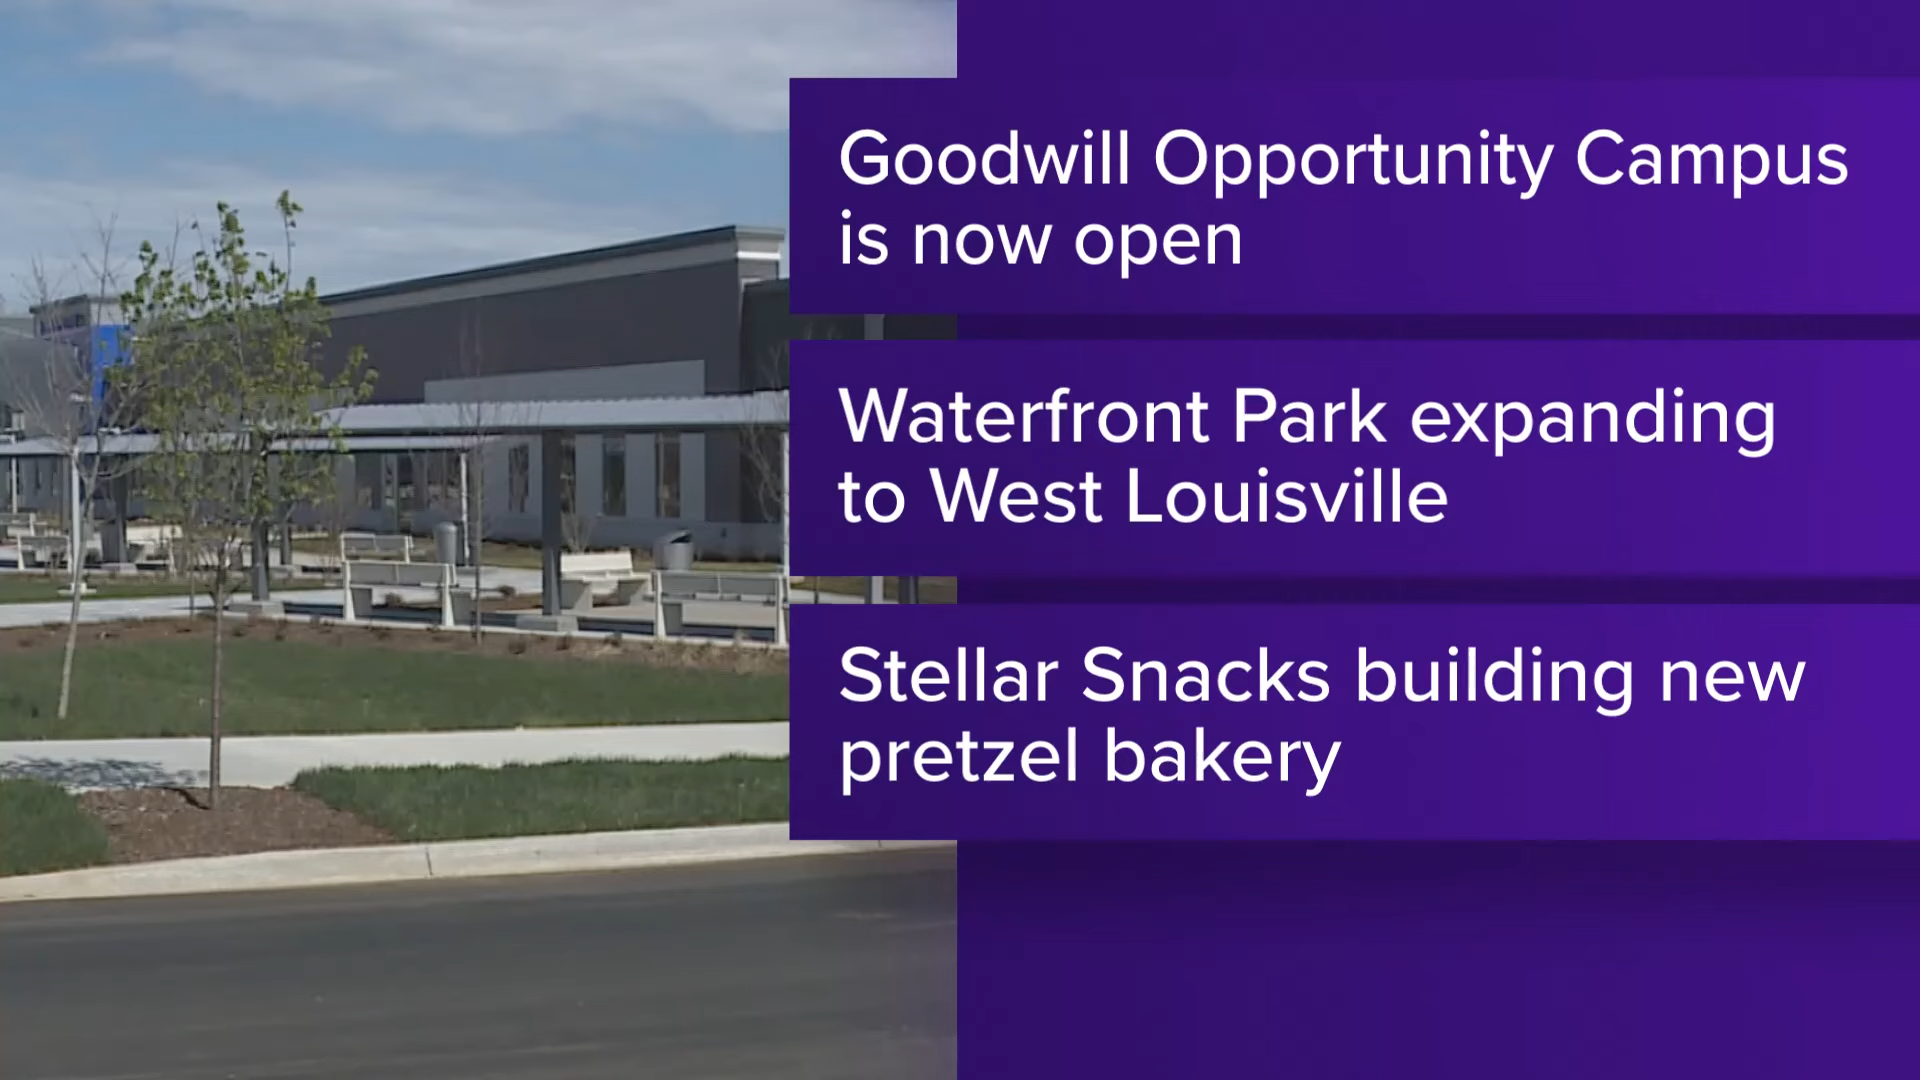 Goodwill Opportunity Campus
is now open
Waterfront Park expanding
to West Louisville
Stellar Snacks building new
pretzel bakery